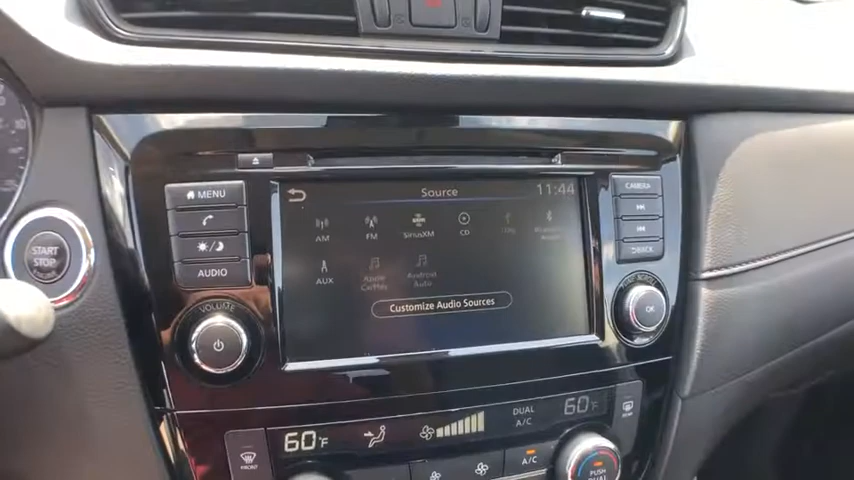 MENU
AUDIO
VOLUME
START
STOP
Source
11:44
AM
FM
SiriusXM
CD
AUX
Apple
CarPlay
Android
Auto
Customize Audio Sources
CAMERA
BACK
OK
60°F
DUAL
A/C
60°F
A/C
PUSH
DUAL